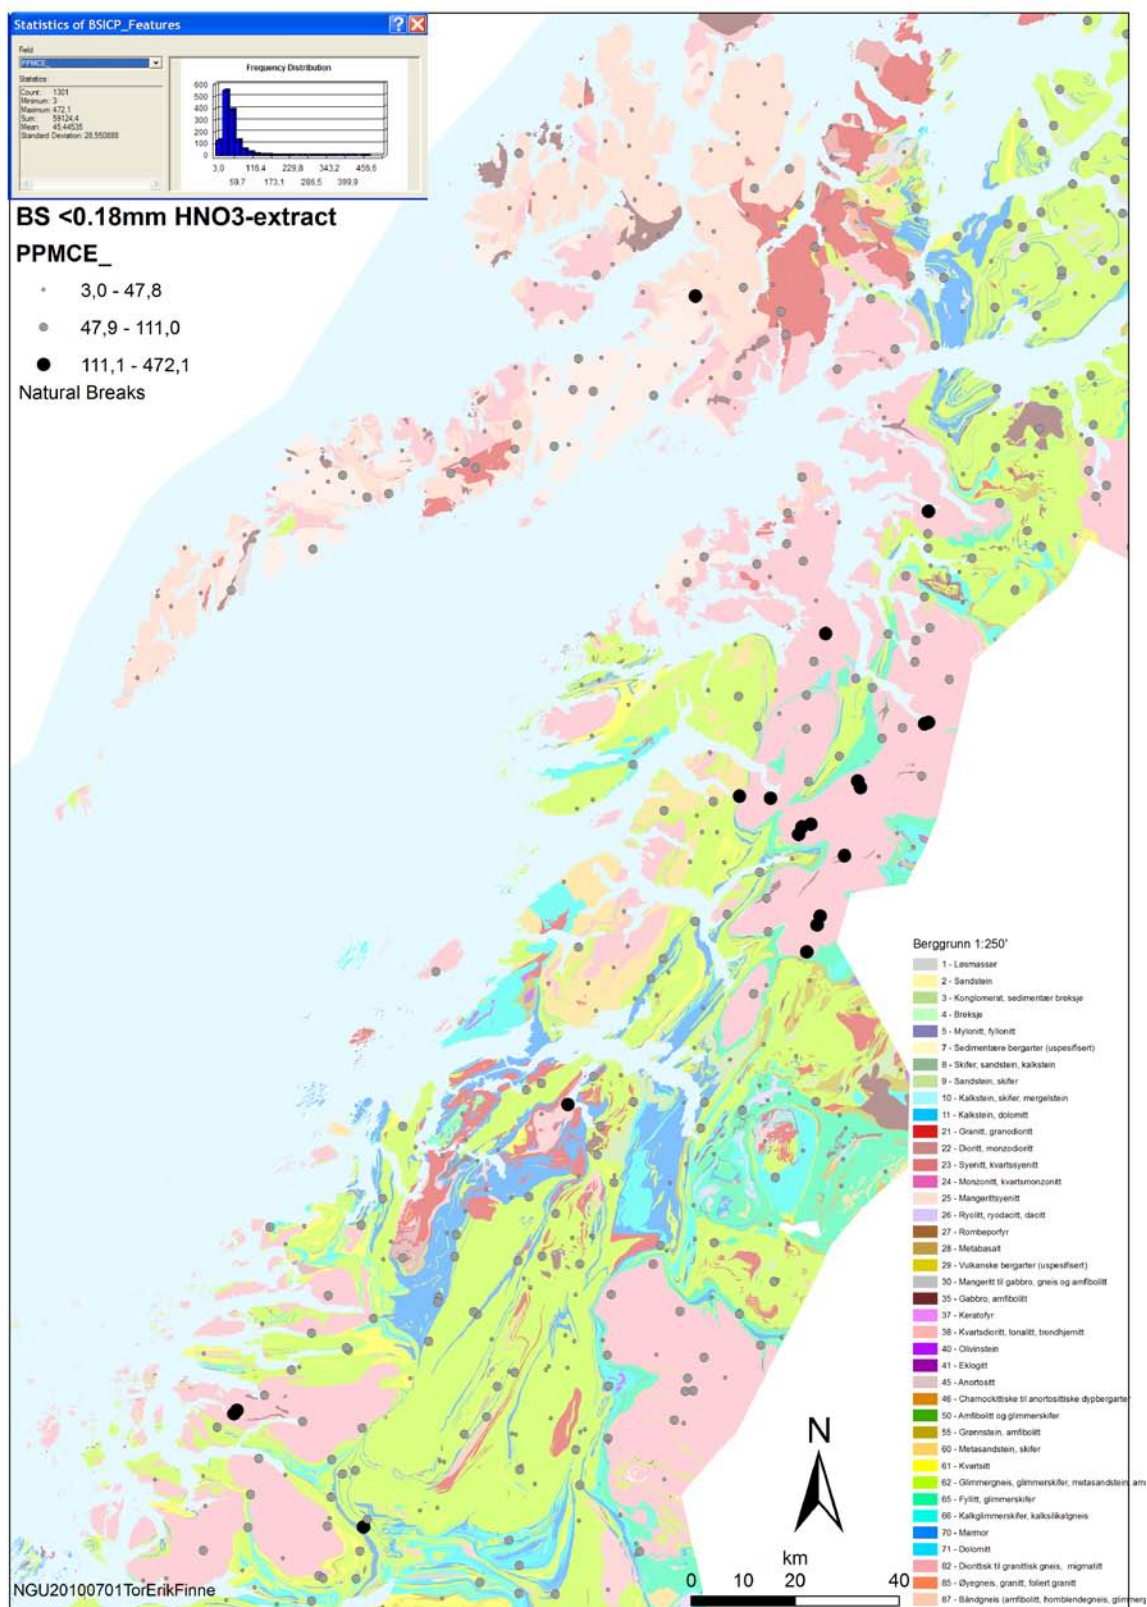 Statistics of BSICP_Features
Field
PPMCE_
Statistics:
Count: 1301
Minimum: 3
Maximum: 472,1
Sum: 59124,4
Mean: 45,44535
Standard Deviation: 28,550888
Frequency Distribution
600
500
400
300
200
100
0
3,0 116,4 229,8 343,2 456,6
59,7 173,1 286,5 399,9
BS <0.18mm HNO3-extract
PPMCE_
3,0 - 47,8
47,9 - 111,0
111,1 - 472,1
Natural Breaks
Berggrunn 1:250'
1 - Løsmasser
2 - Sandstein
3 - Konglomerat, sedimentær breksje
4 - Breksje
5 - Mylonitt, fyllonitt
7 - Sedimentære bergarter (uspesifisert)
8 - Skifer, sandstein, kalkstein
9 - Sandstein, skifer
10 - Kalkstein, skifer, mergelstein
11 - Kalkstein, dolomitt
21 - Granitt, granodioritt
22 - Dioritt, monzodioritt
23 - Syenitt, kvartssyenitt
24 - Monzonitt, kvartsmonzonitt
25 - Mangerittsyenitt
26 - Ryolitt, ryodacitt, dacitt
27 - Rombeporfyr
28 - Metabasalt
29 - Vulkanske bergarter (uspesifisert)
30 - Mangeritt til gabbro, gneis og amfibolitt
35 - Gabbro, amfibolitt
37 - Keratofyr
38 - Kvartsdioritt, tonalitt, trondhjemitt
40 - Olivinstein
41 - Eklogitt
45 - Anortositt
46 - Charnockittiske til anortosittiske dypbergarter
50 - Amfibolitt og glimmerskifer
55 - Grønnstein, amfibolitt
60 - Metasandstein, skifer
61 - Kvartsitt
62 - Glimmergneis, glimmerskifer, metasandstein, am
65 - Fyllitt, glimmerskifer
66 - Kalkglimmerskifer, kalksilikatgneis
70 - Marmor
71 - Dolomitt
82 - Diorittisk til granittisk gneis, migmatitt
85 - Øyegneis, granitt, foliert granitt
87 - Båndgneis (amfibolitt, hornblendegneis, glimmer
N
km
0 10 20 40
NGU20100701TorErikFinne